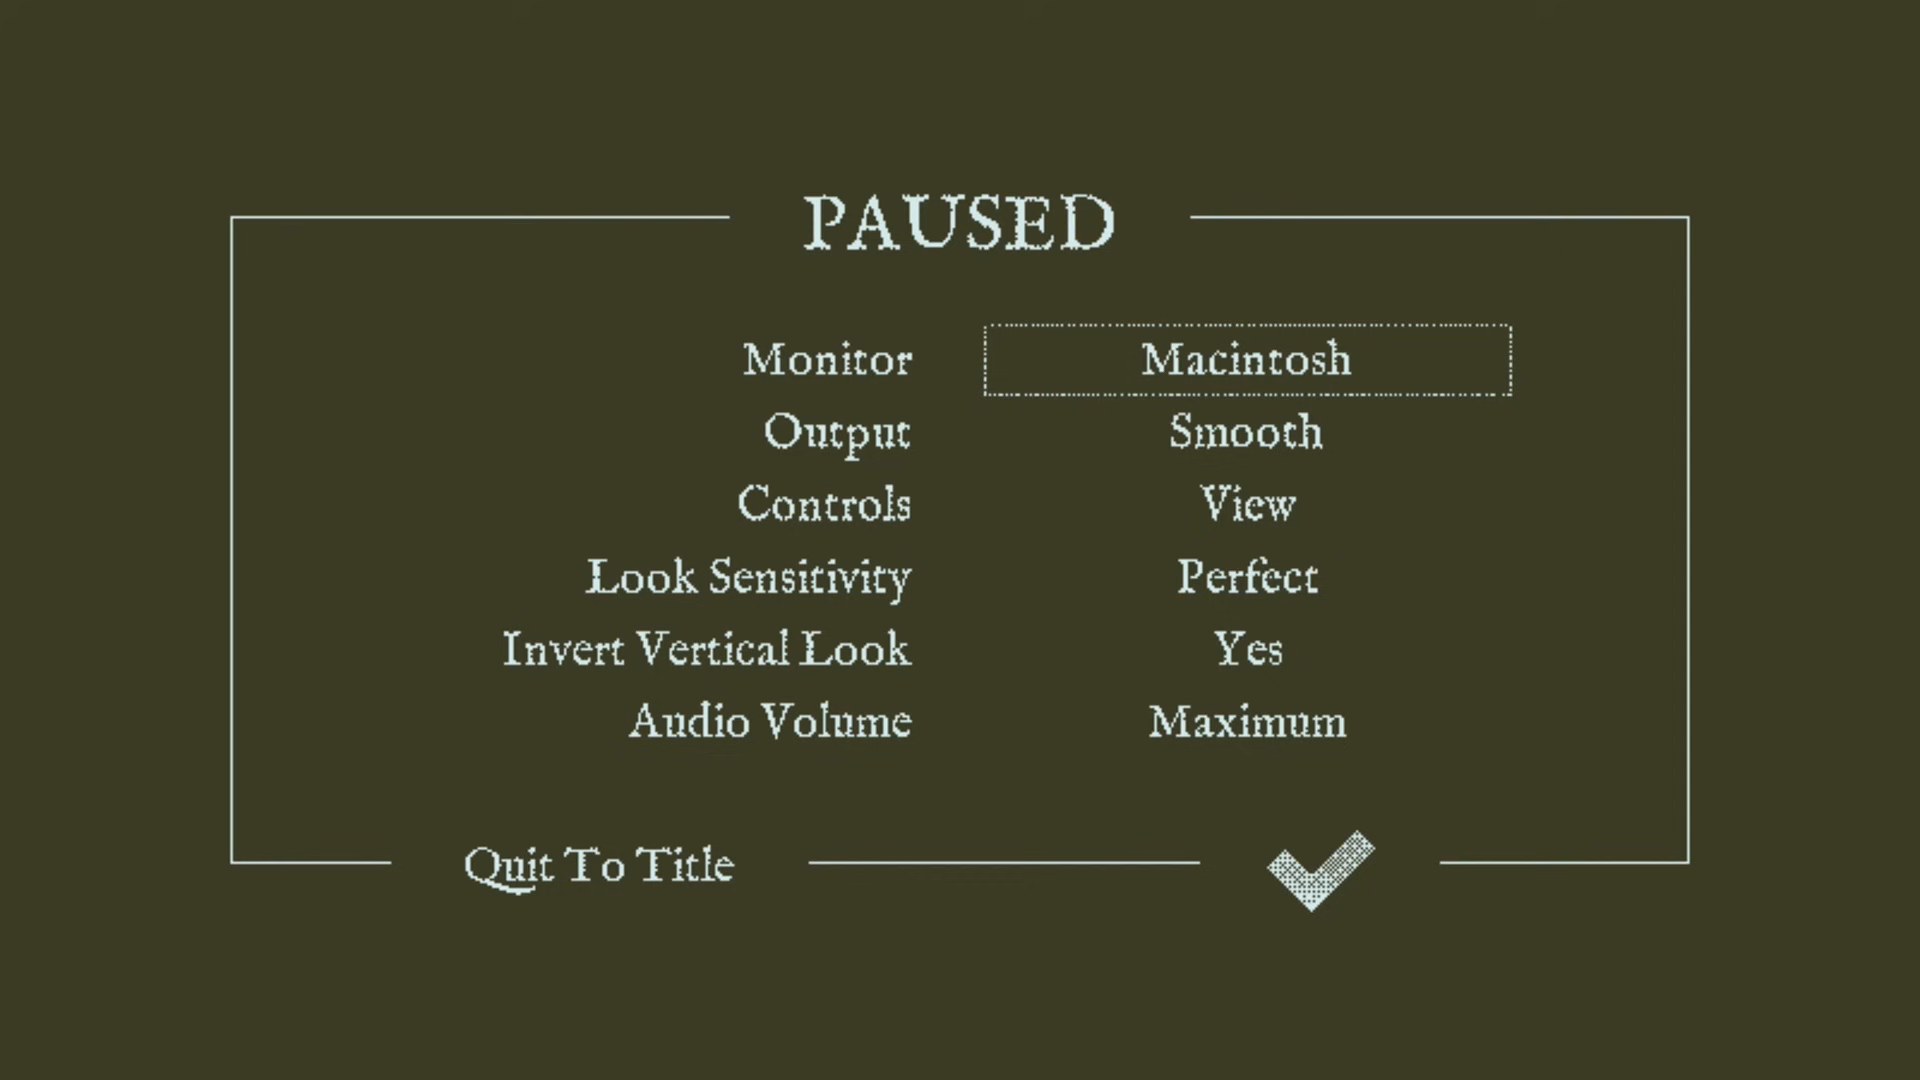 PAUSED
Monitor Macintosh
Output Smooth
Controls View
Look Sensitivity Perfect
Invert Vertical Look Yes
Audio Volume Maximum
Quit To Title